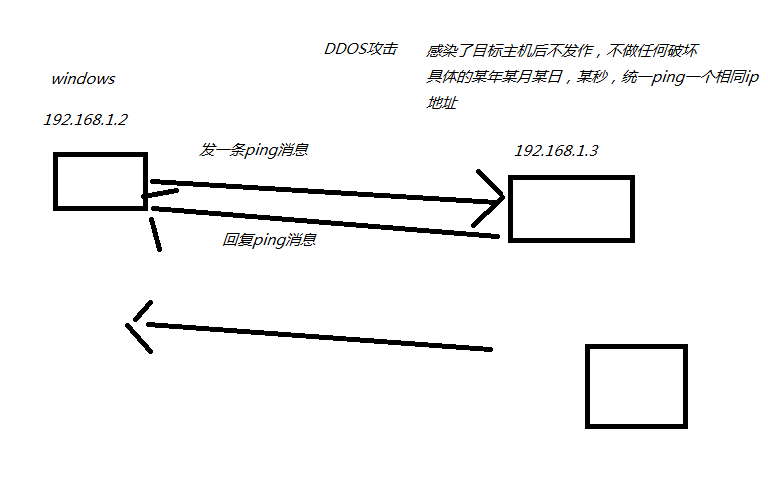 DDOS攻击
感染了目标主机后不发作，不做任何破坏
具体的某年某月某日，某秒，统一ping一个相同ip
地址
windows
192.168.1.2
发一条ping消息
192.168.1.3
回复ping消息